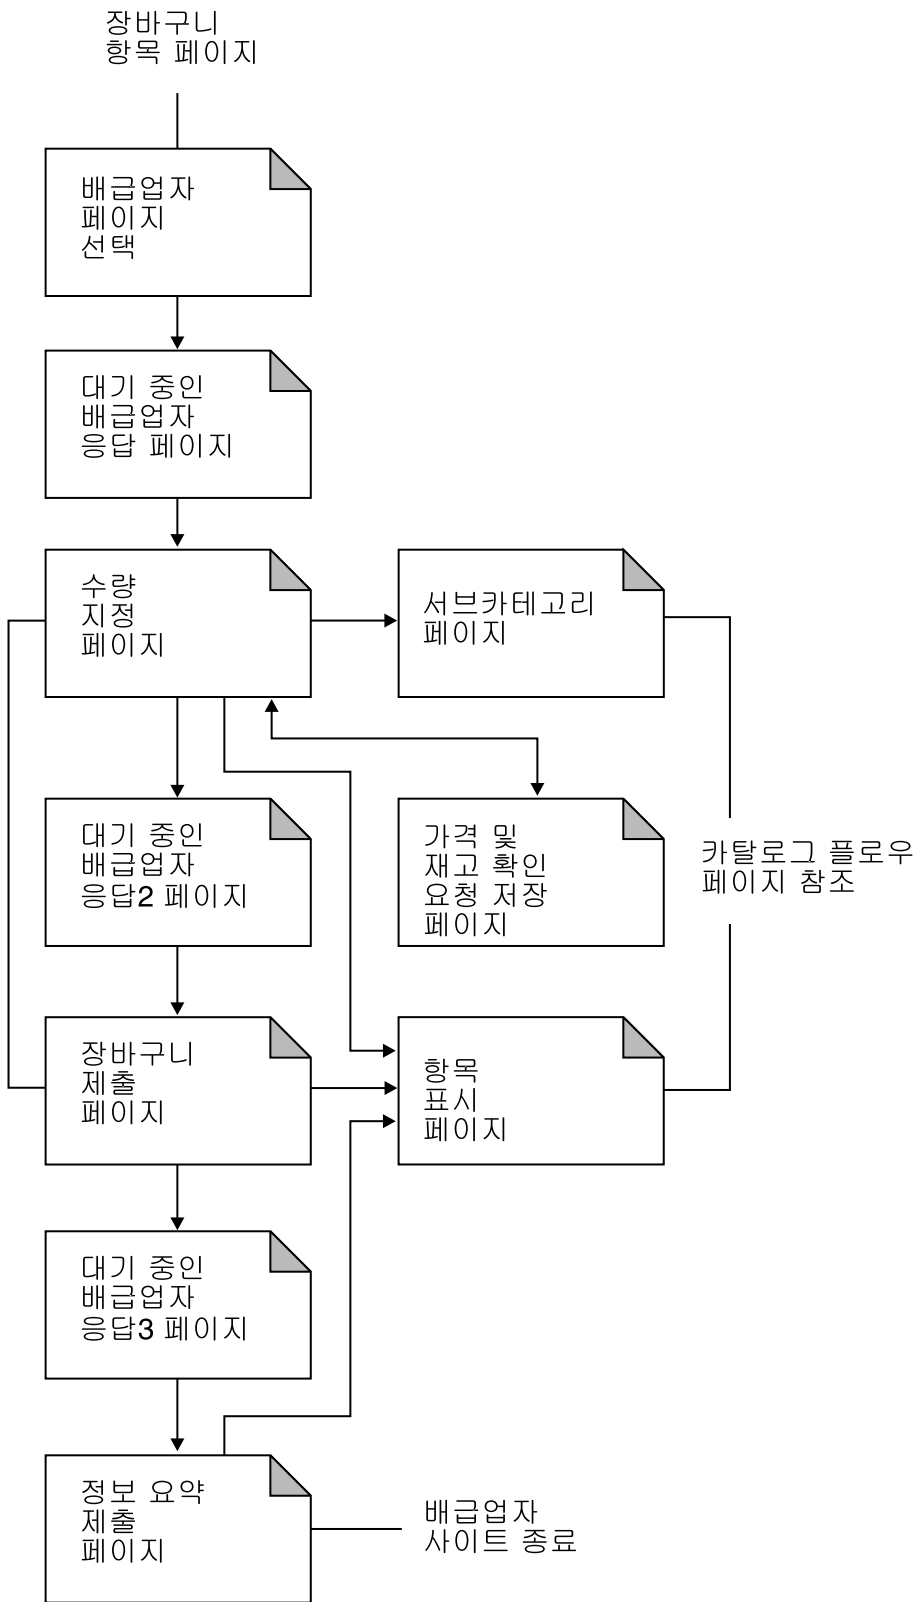 장바구니
항목 페이지
배급업자
페이지
선택
대기 중인
배급업자
응답 페이지
수량
지정
페이지
서브카테고리
페이지
대기 중인
배급업자
응답2 페이지
가격 및
재고 확인
요청 저장
페이지
카탈로그 플로우
페이지 참조
장바구니
제출
페이지
항목
표시
페이지
대기 중인
배급업자
응답3 페이지
정보 요약
제출
페이지
배급업자
사이트 종료